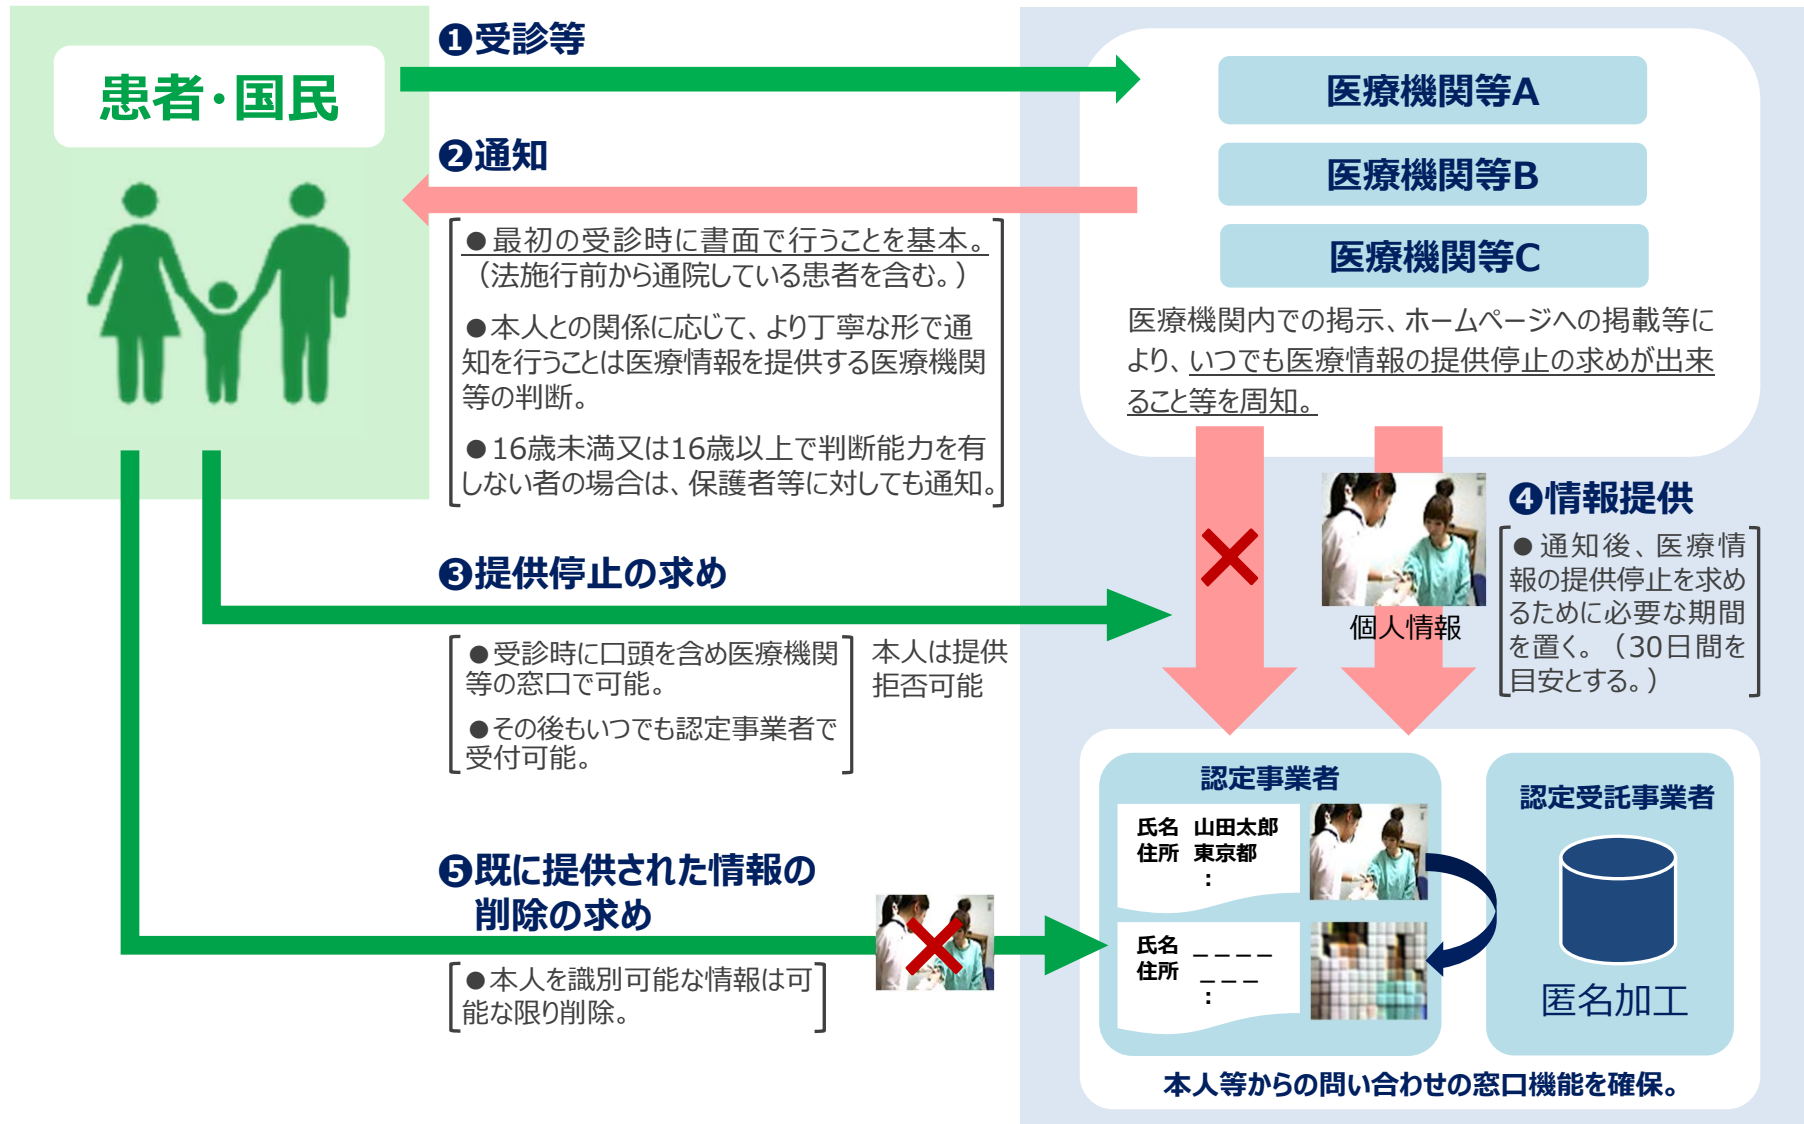 患者・国民
❶受診等
❷通知
●最初の受診時に書面で行うことを基本。
（法施行前から通院している患者を含む。）
●本人との関係に応じて、より丁寧な形で通
知を行うことは医療情報を提供する医療機関
等の判断。
●16歳未満又は16歳以上で判断能力を有
しない者の場合は、保護者等に対しても通知。
医療機関等A
医療機関等B
医療機関等C
医療機関内での掲示、ホームページへの掲載等に
より、いつでも医療情報の提供停止の求めが出来
ること等を周知。
❸提供停止の求め
●受診時に口頭を含め医療機関
等の窓口で可能。
●その後もいつでも認定事業者で
受付可能。
本人は提供
拒否可能
個人情報
❹情報提供
●通知後、医療情
報の提供停止を求め
るために必要な期間
を置く。（30日間を
目安とする。）
❺既に提供された情報の
削除の求め
●本人を識別可能な情報は可
能な限り削除。
認定事業者
氏名 山田太郎
住所 東京都
：
氏名 ＿＿＿＿
住所 ＿＿＿
：
認定受託事業者
匿名加工
本人等からの問い合わせの窓口機能を確保。